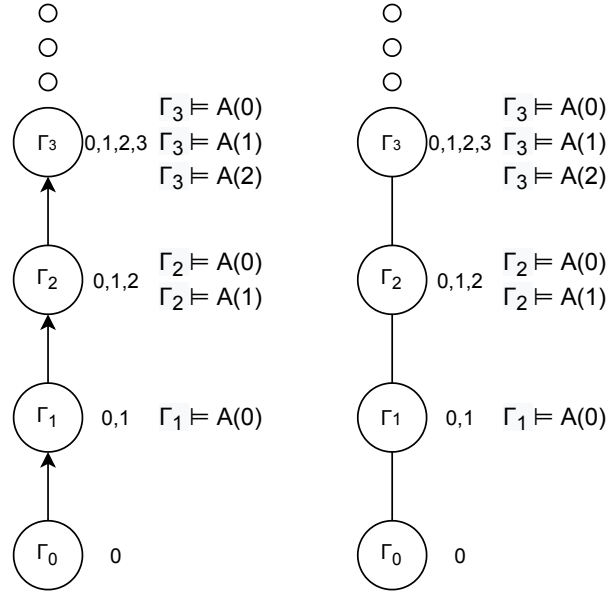 Γ₃ ⊨ A(0)
Γ₃ 0,1,2,3 Γ₃ ⊨ A(1)
Γ₃ ⊨ A(2)
Γ₂ ⊨ A(0)
Γ₂ 0,1,2
Γ₂ ⊨ A(1)
Γ₁ 0,1 Γ₁ ⊨ A(0)
Γ₀ 0
Γ₃ ⊨ A(0)
Γ₃ 0,1,2,3 Γ₃ ⊨ A(1)
Γ₃ ⊨ A(2)
Γ₂ ⊨ A(0)
Γ₂ 0,1,2
Γ₂ ⊨ A(1)
Γ₁ 0,1 Γ₁ ⊨ A(0)
Γ₀ 0